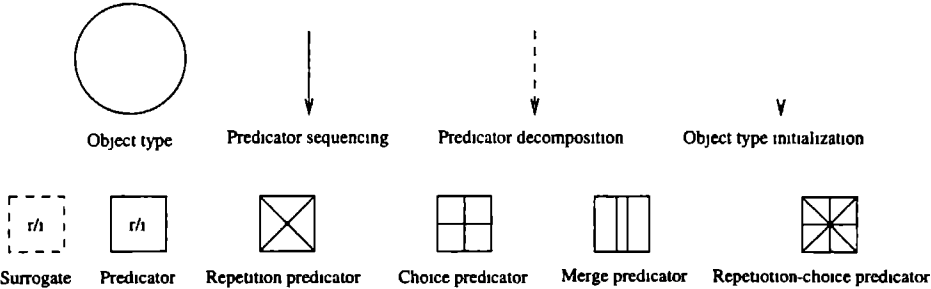 Object type
Predicator sequencing
Predicator decomposition
Object type initialization
r/i
r/i
Surrogate
Predicator
Repetition predicator
Choice predicator
Merge predicator
Repetiotion-choice predicator